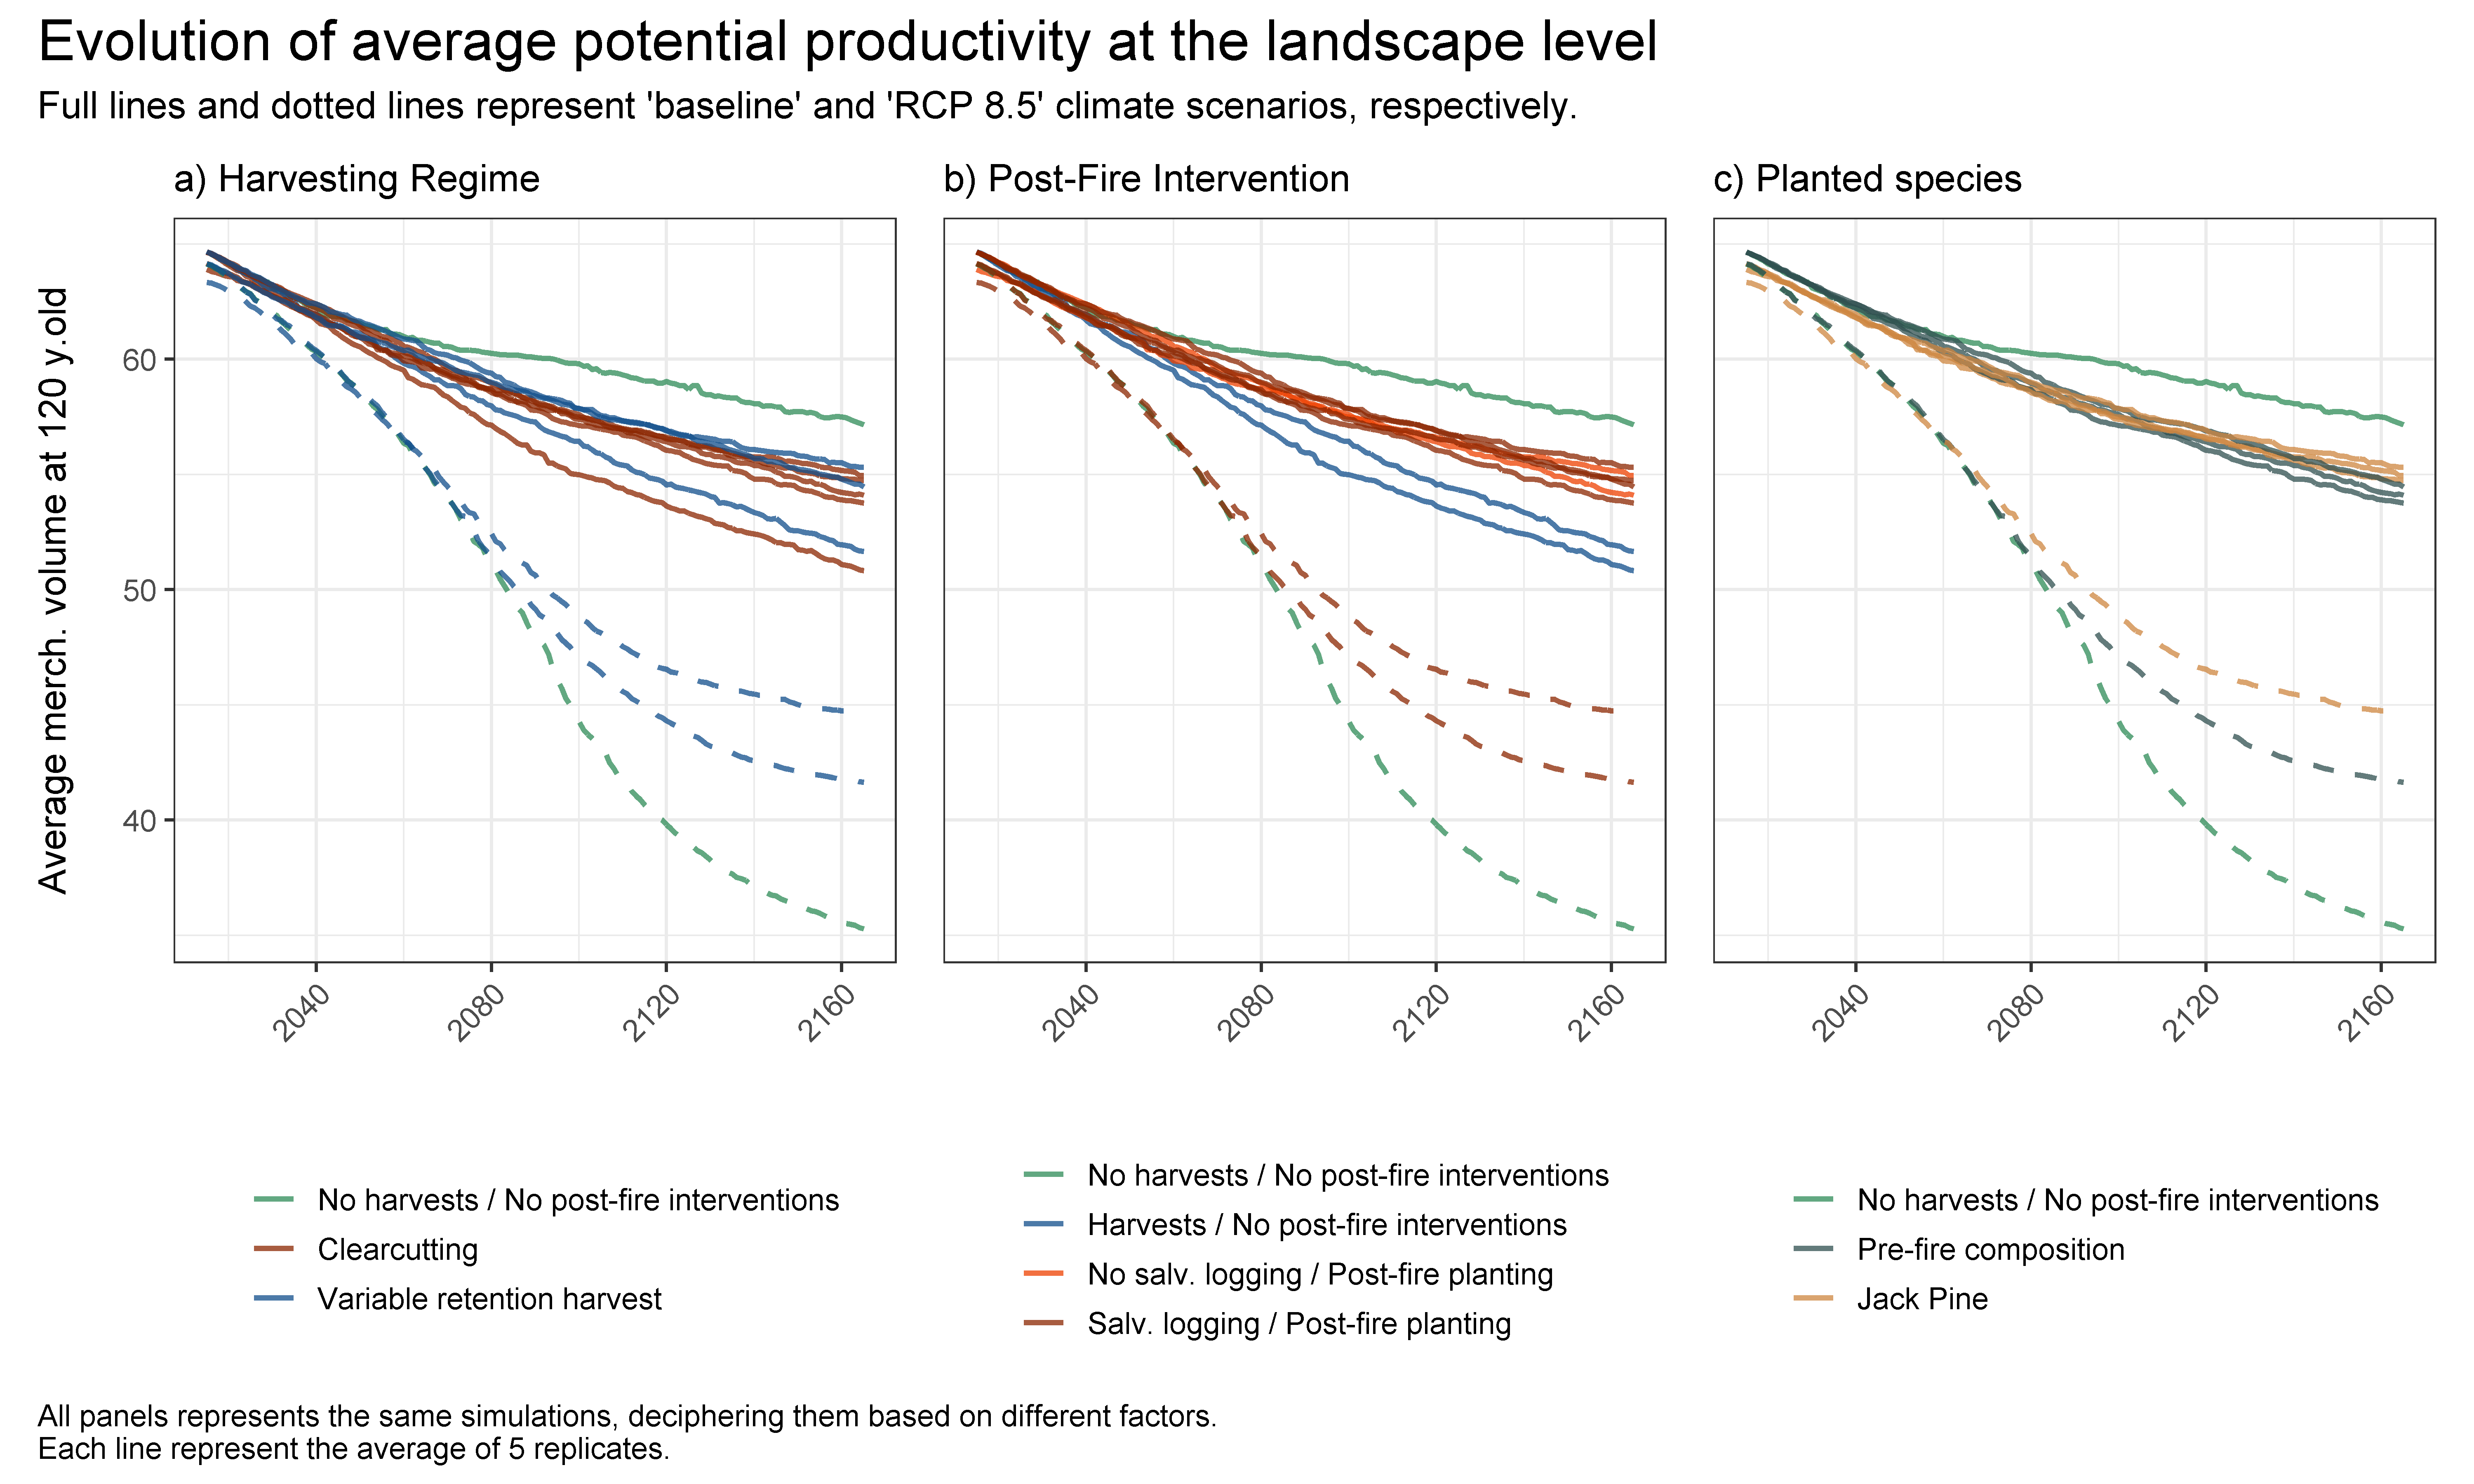 Evolution of average potential productivity at the landscape level
Full lines and dotted lines represent 'baseline' and 'RCP 8.5' climate scenarios, respectively.
a) Harvesting Regime
b) Post-Fire Intervention
c) Planted species
Average merch. volume at 120 y.old
60
50
40
2040
2080
2120
2160
2040
2080
2120
2160
2040
2080
2120
2160
No harvests / No post-fire interventions
Clearcutting
Variable retention harvest
No harvests / No post-fire interventions
Harvests / No post-fire interventions
No salv. logging / Post-fire planting
Salv. logging / Post-fire planting
No harvests / No post-fire interventions
Pre-fire composition
Jack Pine
All panels represents the same simulations, deciphering them based on different factors.
Each line represent the average of 5 replicates.